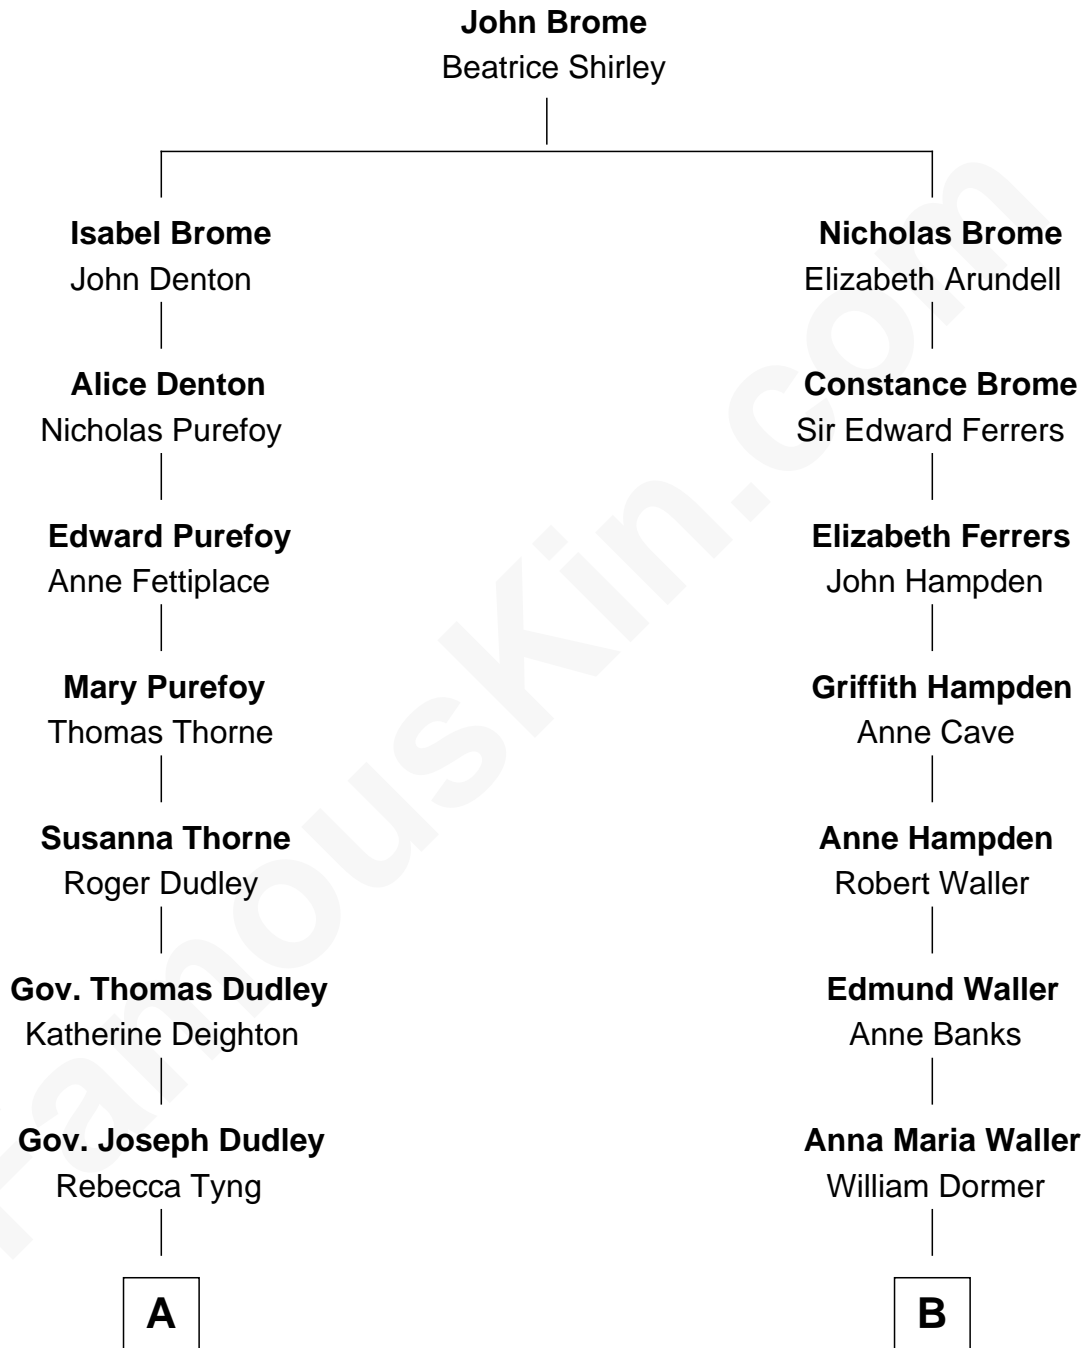 John Brome
Beatrice Shirley
Isabel Brome
John Denton
Nicholas Brome
Elizabeth Arundell
Alice Denton
Nicholas Purefoy
Constance Brome
Sir Edward Ferrers
Edward Purefoy
Anne Fettiplace
Elizabeth Ferrers
John Hampden
Mary Purefoy
Thomas Thorne
Griffith Hampden
Anne Cave
Susanna Thorne
Roger Dudley
Anne Hampden
Robert Waller
Gov. Thomas Dudley
Katherine Deighton
Edmund Waller
Anne Banks
Gov. Joseph Dudley
Rebecca Tyng
Anna Maria Waller
William Dormer
A
B
FamousKin.com